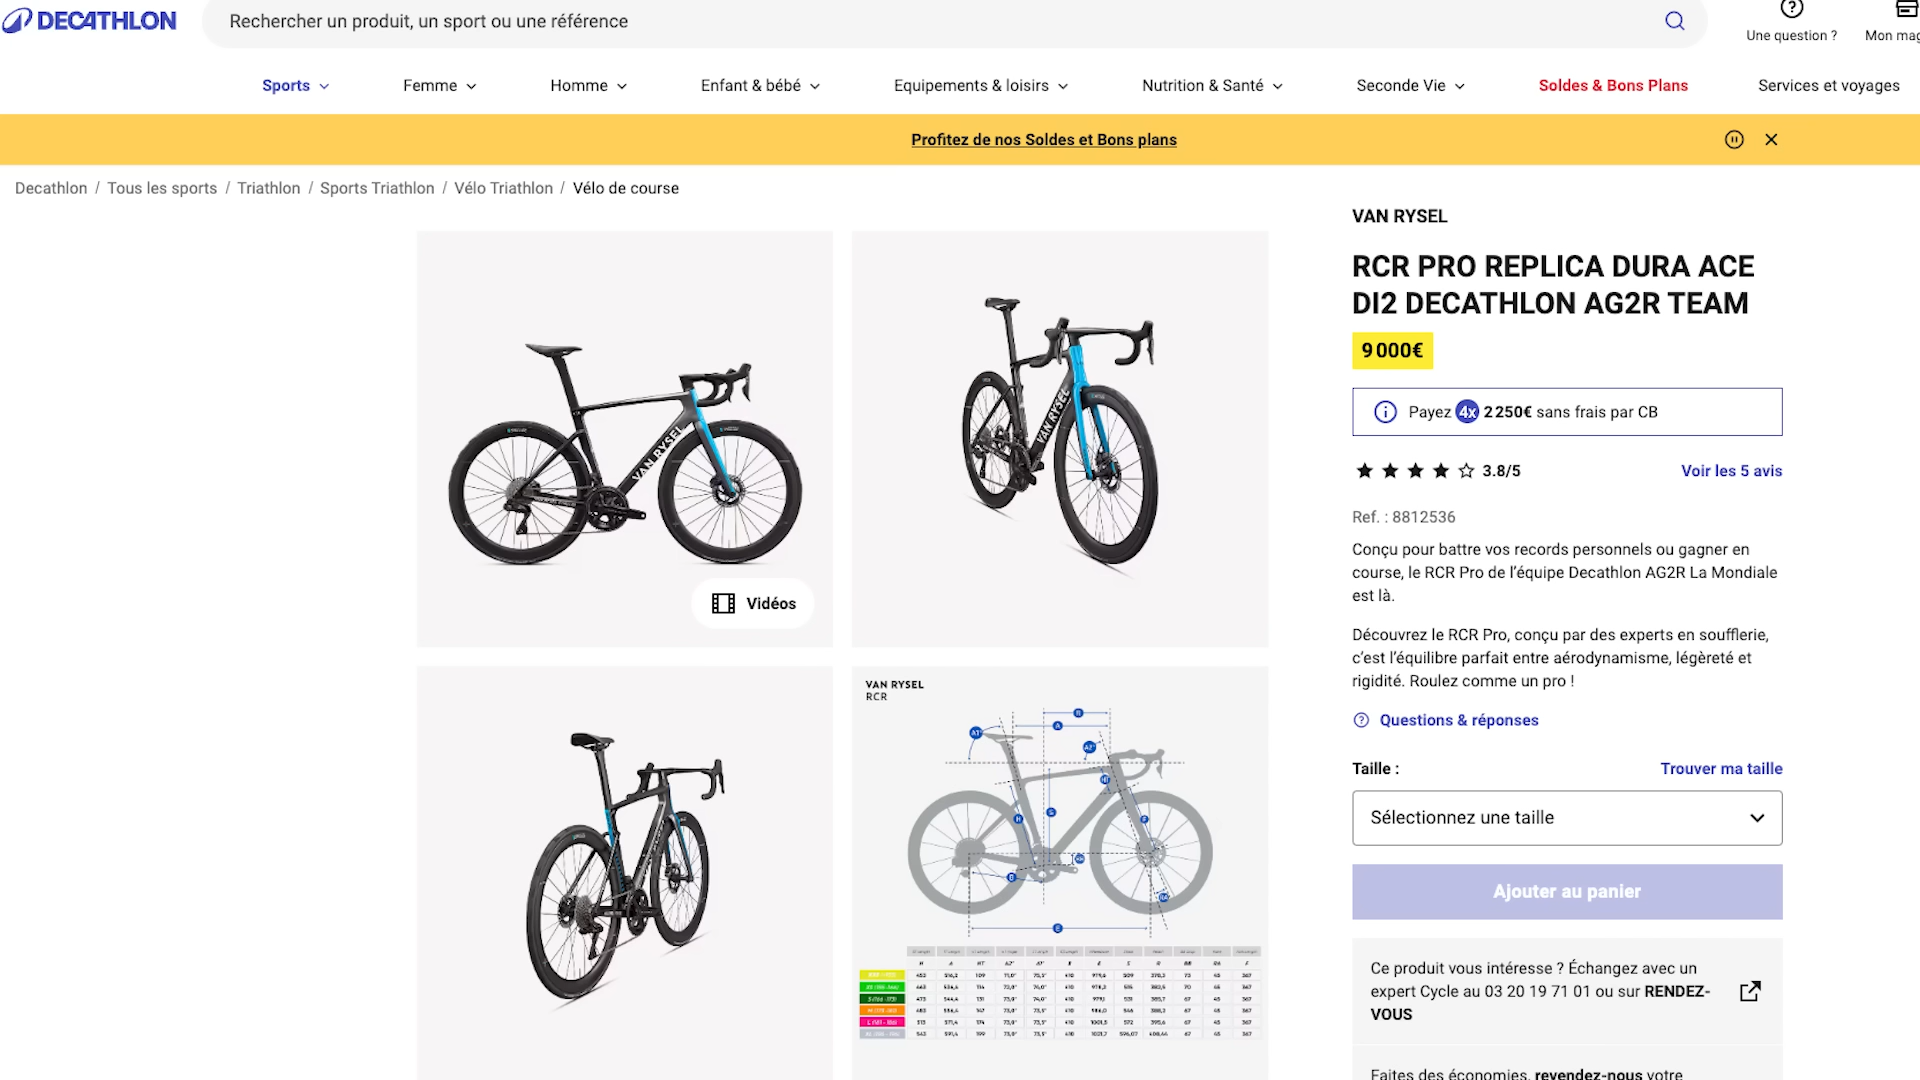 DECATHLON
Rechercher un produit, un sport ou une référence
Une question ?
Mon mag
Sports
Femme
Homme
Enfant & bébé
Equipements & loisirs
Nutrition & Santé
Seconde Vie
Soldes & Bons Plans
Services et voyages
Profitez de nos Soldes et Bons plans
Decathlon / Tous les sports / Triathlon / Sports Triathlon / Vélo Triathlon / Vélo de course
VAN RYSEL
Vidéos
VAN RYSEL
VAN RYSEL
RCR
VAN RYSEL
RCR PRO REPLICA DURA ACE
DI2 DECATHLON AG2R TEAM
9 000€
Payez 4x 2 250€ sans frais par CB
3.8/5
Voir les 5 avis
Ref. : 8812536
Conçu pour battre vos records personnels ou gagner en
course, le RCR Pro de l’équipe Decathlon AG2R La Mondiale
est là.
Découvrez le RCR Pro, conçu par des experts en soufflerie,
c’est l’équilibre parfait entre aérodynamisme, légèreté et
rigidité. Roulez comme un pro !
Questions & réponses
Taille :
Trouver ma taille
Sélectionnez une taille
Ajouter au panier
Ce produit vous intéresse ? Échangez avec un
expert Cycle au 03 20 19 71 01 ou sur RENDEZ-
VOUS
Faites des économies, revendez-nous votre